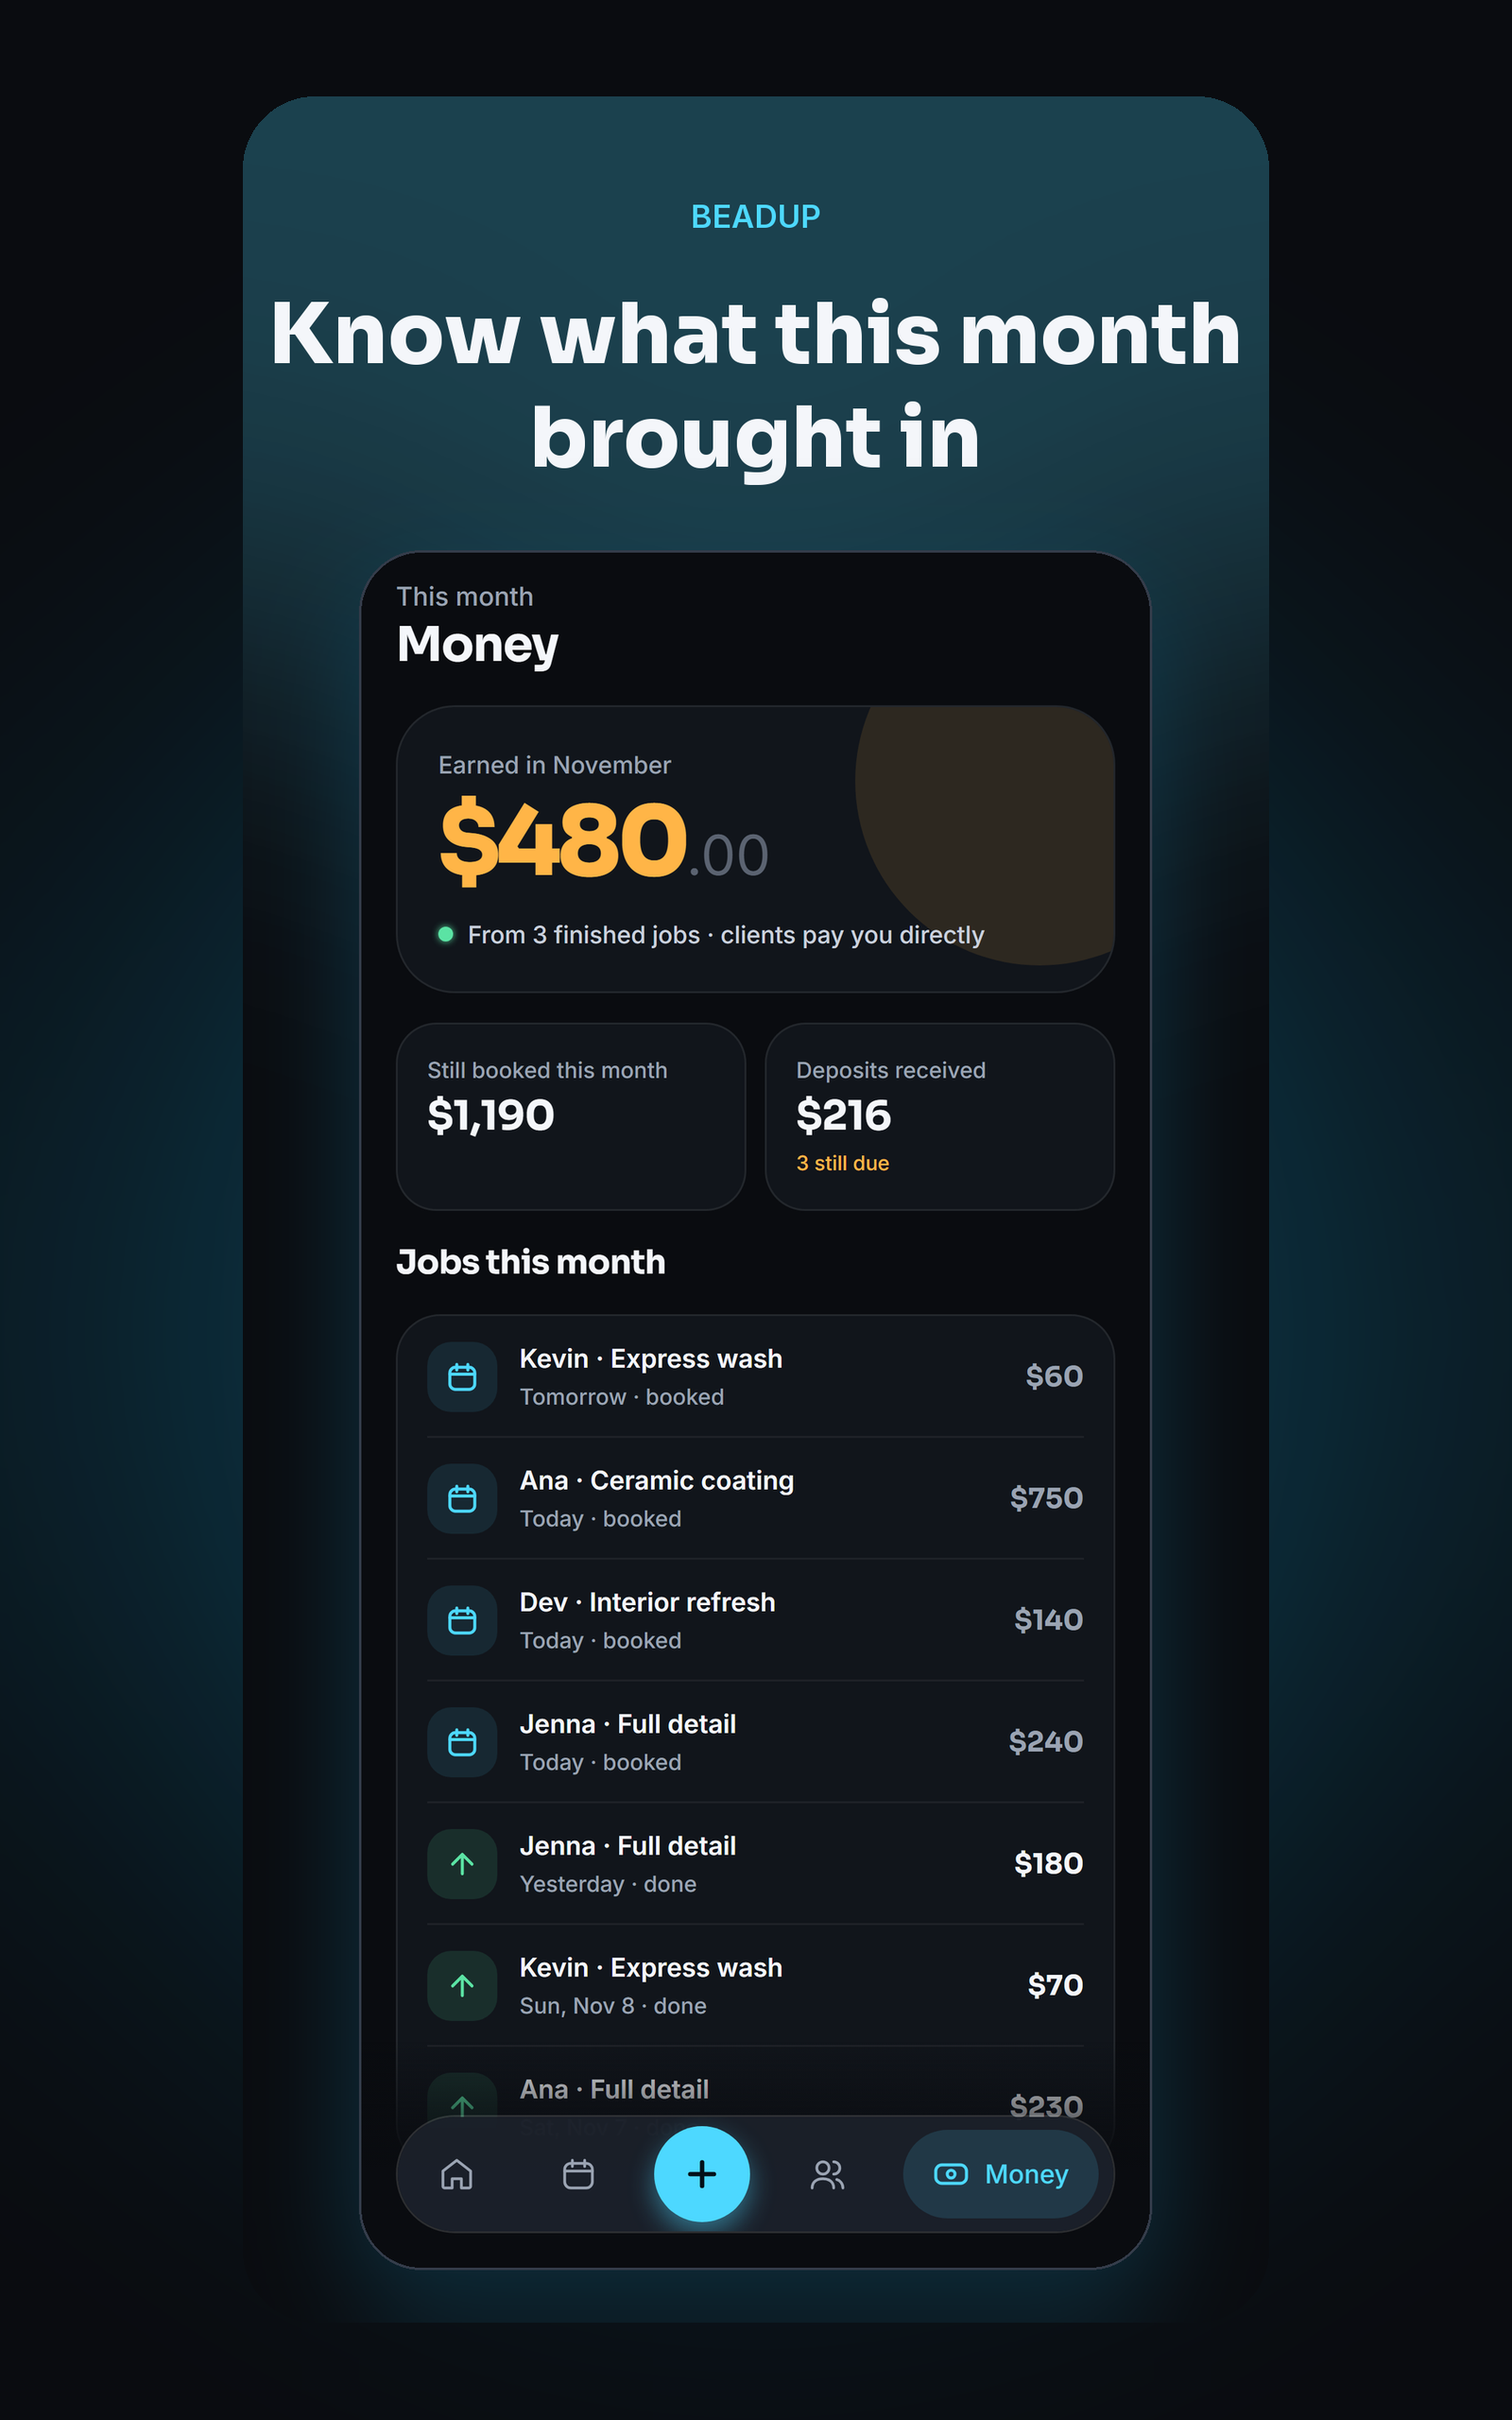 BEADUP
Know what this month
brought in
This month
Money
Earned in November
$480.00
From 3 finished jobs · clients pay you directly
Still booked this month
$1,190
Deposits received
$216
3 still due
Jobs this month
Kevin · Express wash
$60
Tomorrow · booked
Ana · Ceramic coating
$750
Today · booked
Dev · Interior refresh
$140
Today · booked
Jenna · Full detail
$240
Today · booked
Jenna · Full detail
$180
Yesterday · done
Kevin · Express wash
$70
Sun, Nov 8 · done
Ana · Full detail
$230
Money